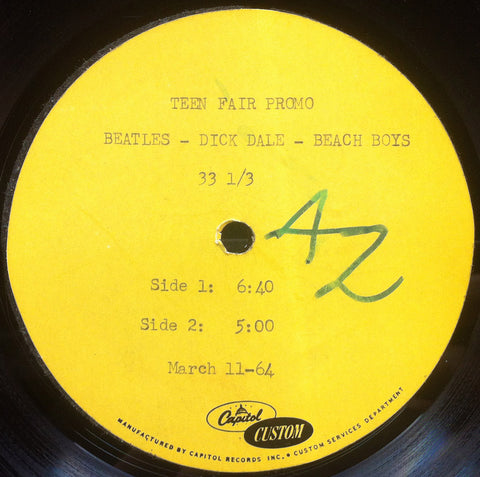 TEEN FAIR PROMO
BEATLES - DICK DALE - BEACH BOYS
33 1/3
AZ
Side 1: 6:40
Side 2: 5:00
March 11-64
Capitol
CUSTOM
MANUFACTURED BY CAPITOL RECORDS INC. • CUSTOM SERVICES DEPARTMENT